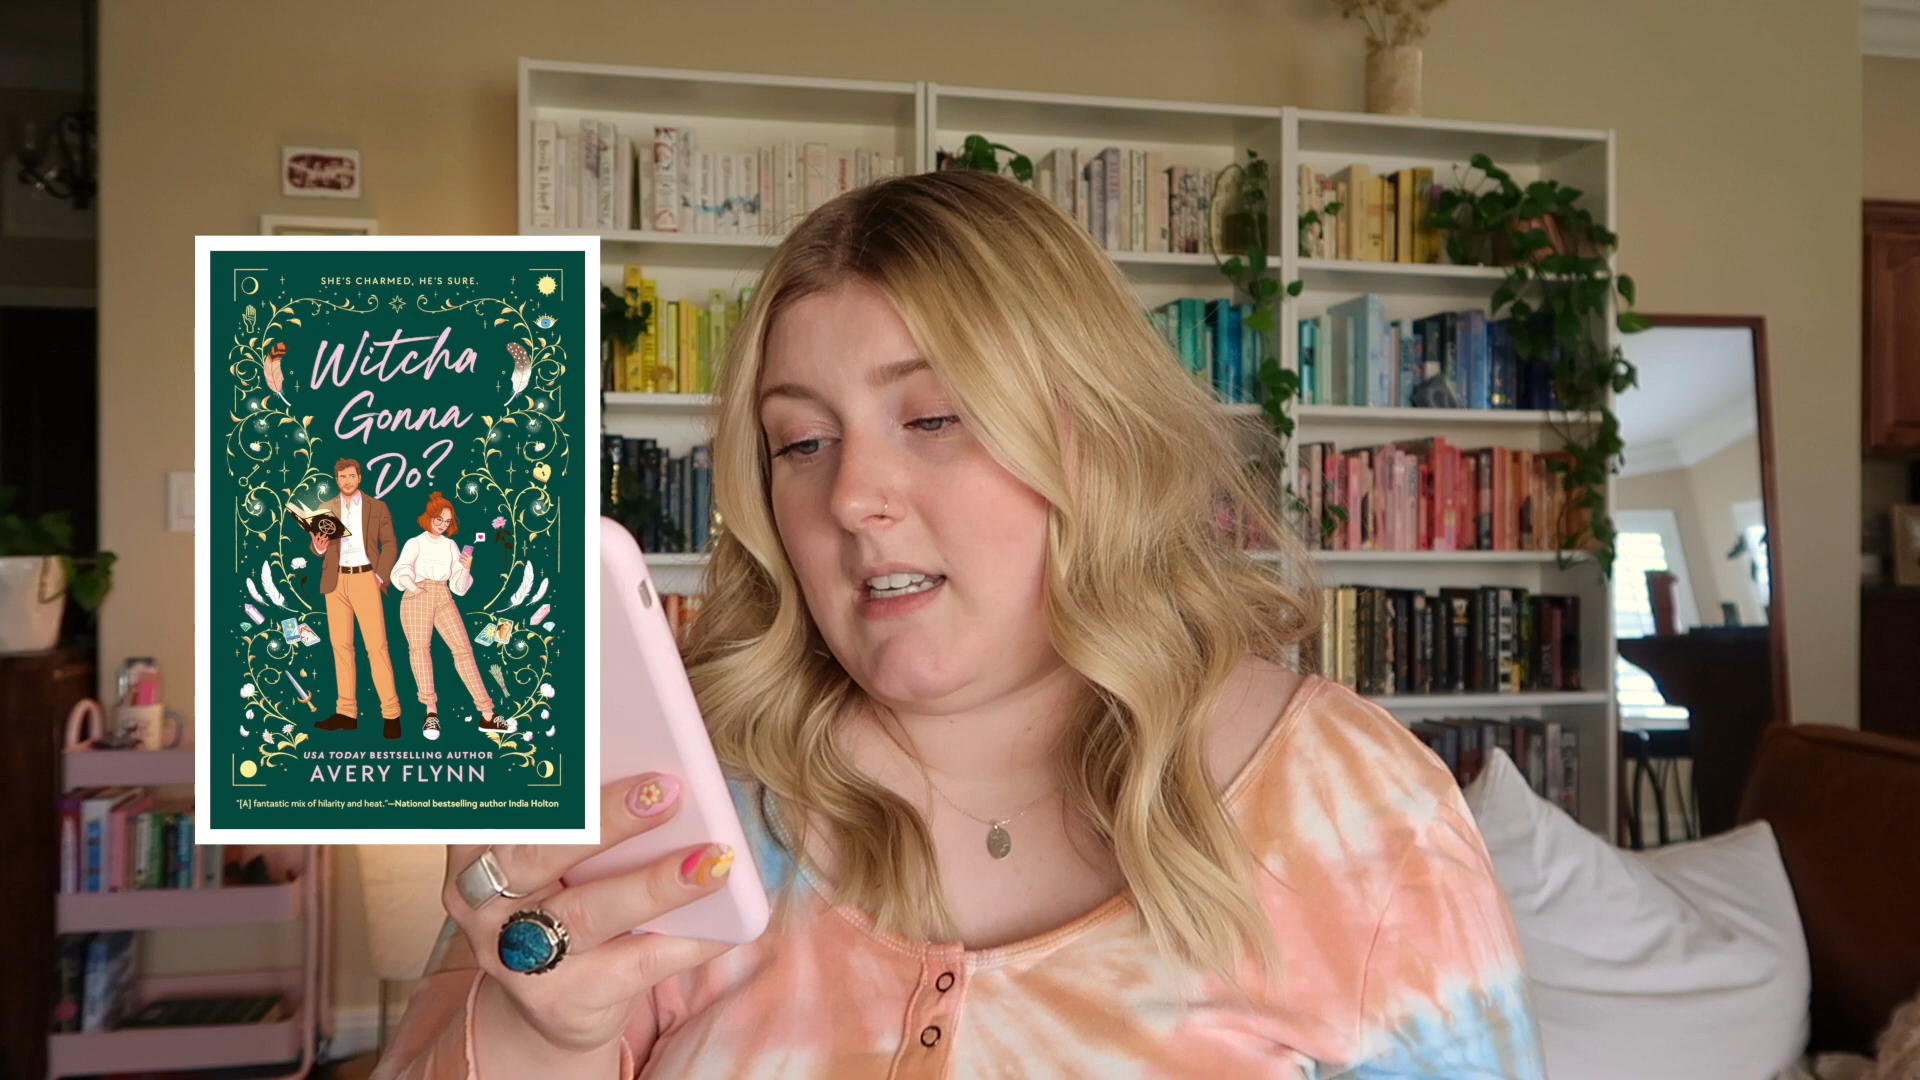 SHE'S CHARMED, HE'S SURE.
Witcha
Gonna
Do?
USA TODAY BESTSELLING AUTHOR
AVERY FLYNN
"[A] fantastic mix of hilarity and heat."—National bestselling author India Holton